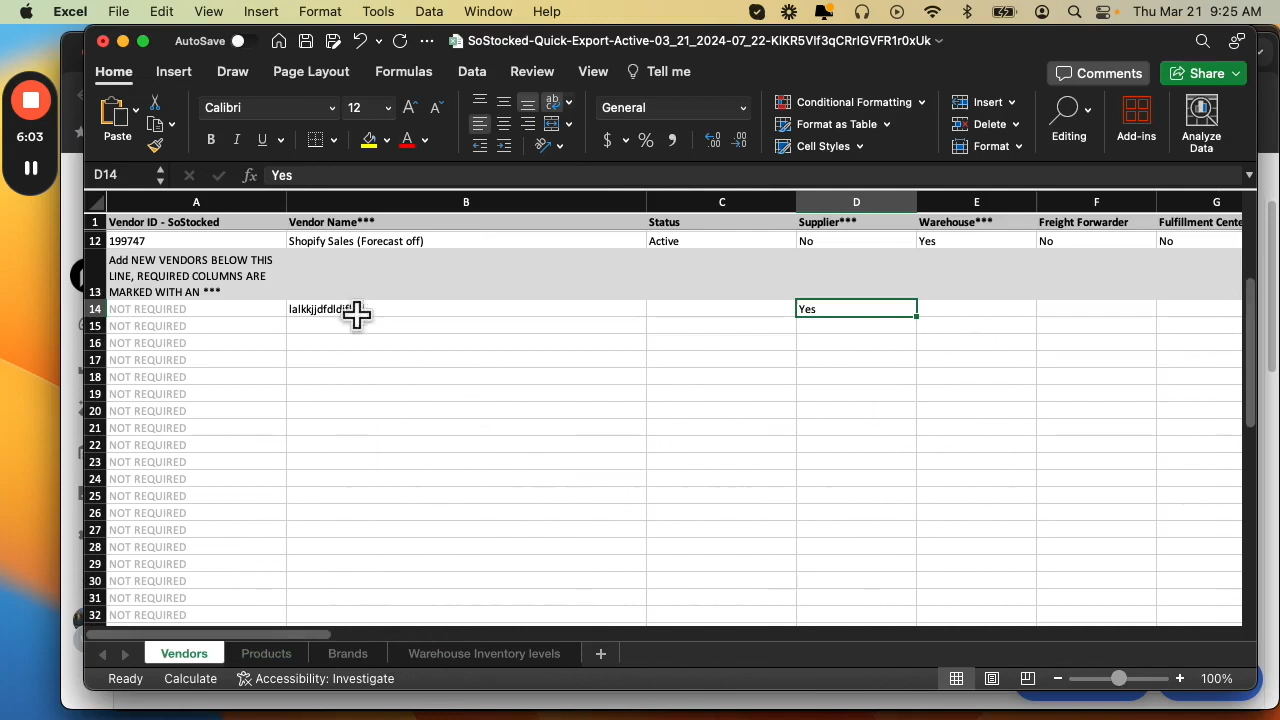 Excel File Edit View Insert Format Tools Data Window Help Thu Mar 21 9:25 AM
AutoSave SoStocked-Quick-Export-Active-03_21_2024-07_22-KlKR5Vlf3qCRrIGVFR1r0xUk
Home Insert Draw Page Layout Formulas Data Review View Tell me Comments Share
6:03
Paste Calibri 12 General Conditional Formatting Insert
Format as Table Delete
Cell Styles Format
Editing Add-ins Analyze Data
D14 fx Yes
A B C D E F G
1 Vendor ID - SoStocked Vendor Name*** Status Supplier*** Warehouse*** Freight Forwarder Fulfillment Cente
12 199747 Shopify Sales (Forecast off) Active No Yes No No
Add NEW VENDORS BELOW THIS
LINE, REQUIRED COLUMNS ARE
13 MARKED WITH AN ***
14 NOT REQUIRED Yes
15 NOT REQUIRED
16 NOT REQUIRED
17 NOT REQUIRED
18 NOT REQUIRED
19 NOT REQUIRED
20 NOT REQUIRED
21 NOT REQUIRED
22 NOT REQUIRED
23 NOT REQUIRED
24 NOT REQUIRED
25 NOT REQUIRED
26 NOT REQUIRED
27 NOT REQUIRED
28 NOT REQUIRED
29 NOT REQUIRED
30 NOT REQUIRED
31 NOT REQUIRED
32 NOT REQUIRED
Vendors Products Brands Warehouse Inventory levels
Ready Calculate Accessibility: Investigate 100%